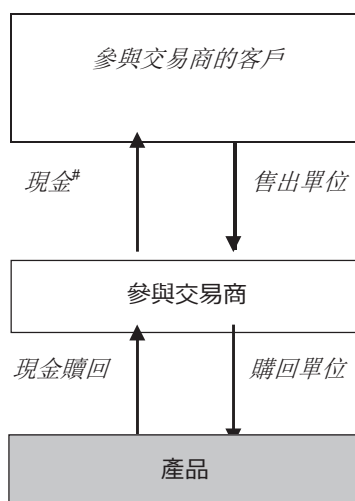 參與交易商的客戶
現金# 售出單位
參與交易商
現金贖回 購回單位
產品